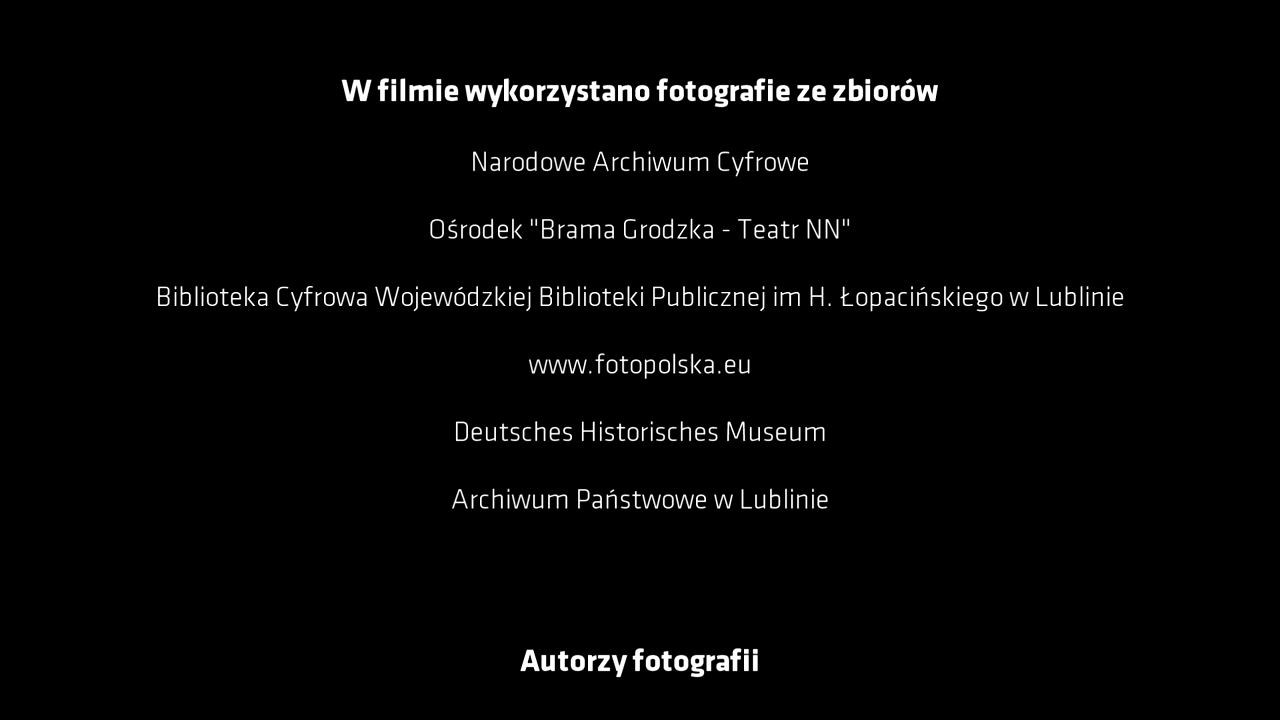 W filmie wykorzystano fotografie ze zbiorów
Narodowe Archiwum Cyfrowe
Ośrodek "Brama Grodzka - Teatr NN"
Biblioteka Cyfrowa Wojewódzkiej Biblioteki Publicznej im H. Łopacińskiego w Lublinie
www.fotopolska.eu
Deutsches Historisches Museum
Archiwum Państwowe w Lublinie
Autorzy fotografii